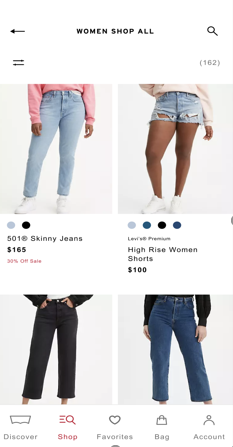 WOMEN SHOP ALL
(162)
501® Skinny Jeans
$165
30% Off Sale
Levi's® Premium
High Rise Women
Shorts
$100
Discover
Shop
Favorites
Bag
Account